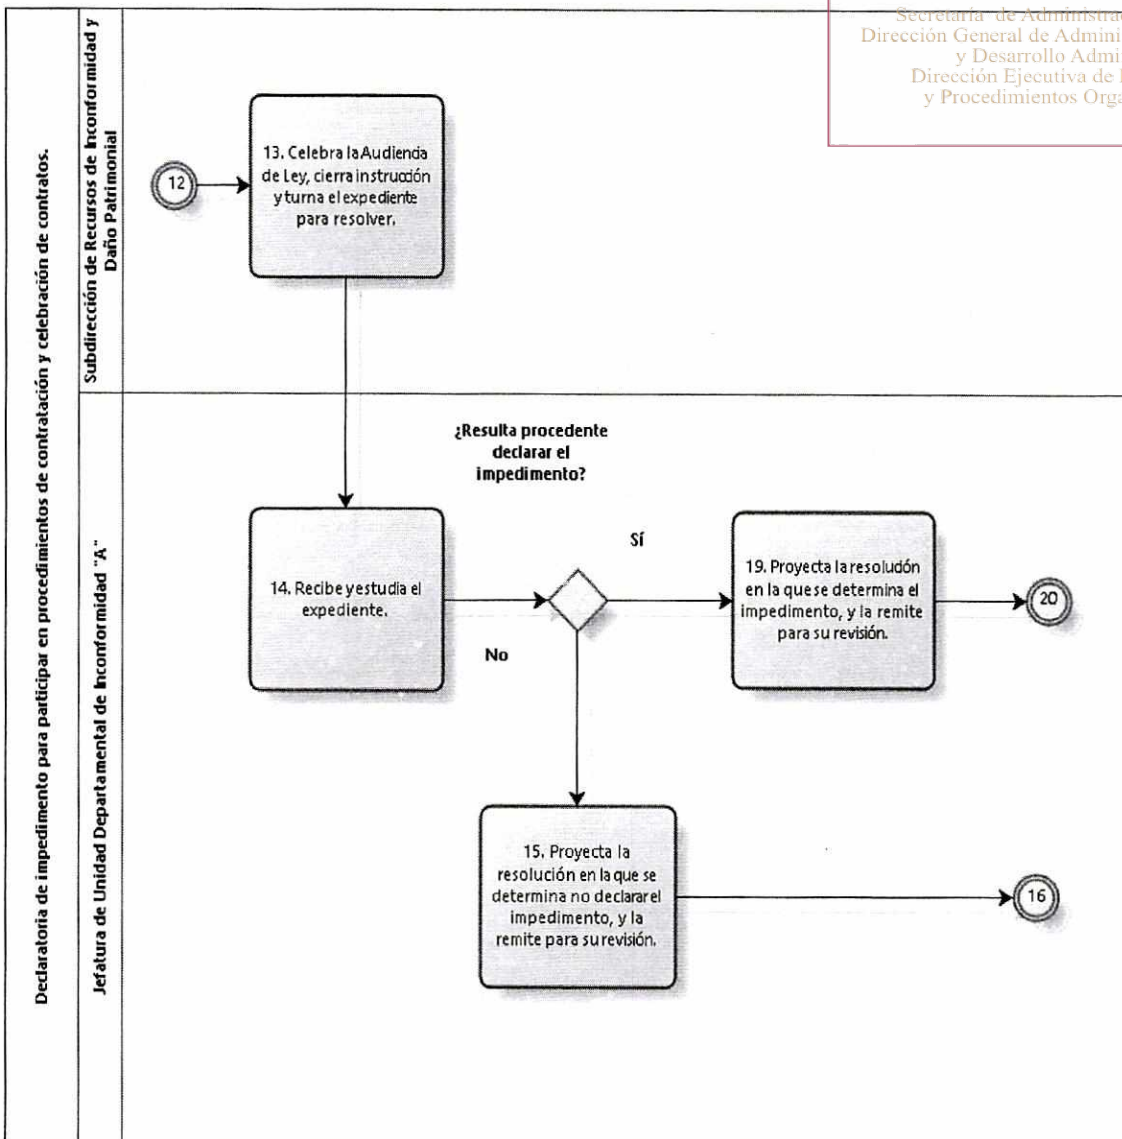 Secretaría de Administra
Dirección General de Admini
y Desarrollo Admi
Dirección Ejecutiva de
y Procedimientos Orga
Declaratoria de impedimento para participar en procedimientos de contratación y celebración de contratos.
Subdirección de Recursos de Inconformidad y
Daño Patrimonial
12
13. Celebra la Audiencia
de Ley, cierra instrucción
y turna el expediente
para resolver.
Jefatura de Unidad Departamental de Inconformidad "A"
¿Resulta procedente
declarar el
impedimento?
14. Recibe y estudia el
expediente.
Sí
No
19. Proyecta la resolución
en la que se determina el
impedimento, y la remite
para su revisión.
20
15. Proyecta la
resolución en la que se
determina no declarar el
impedimento, y la
remite para su revisión.
16